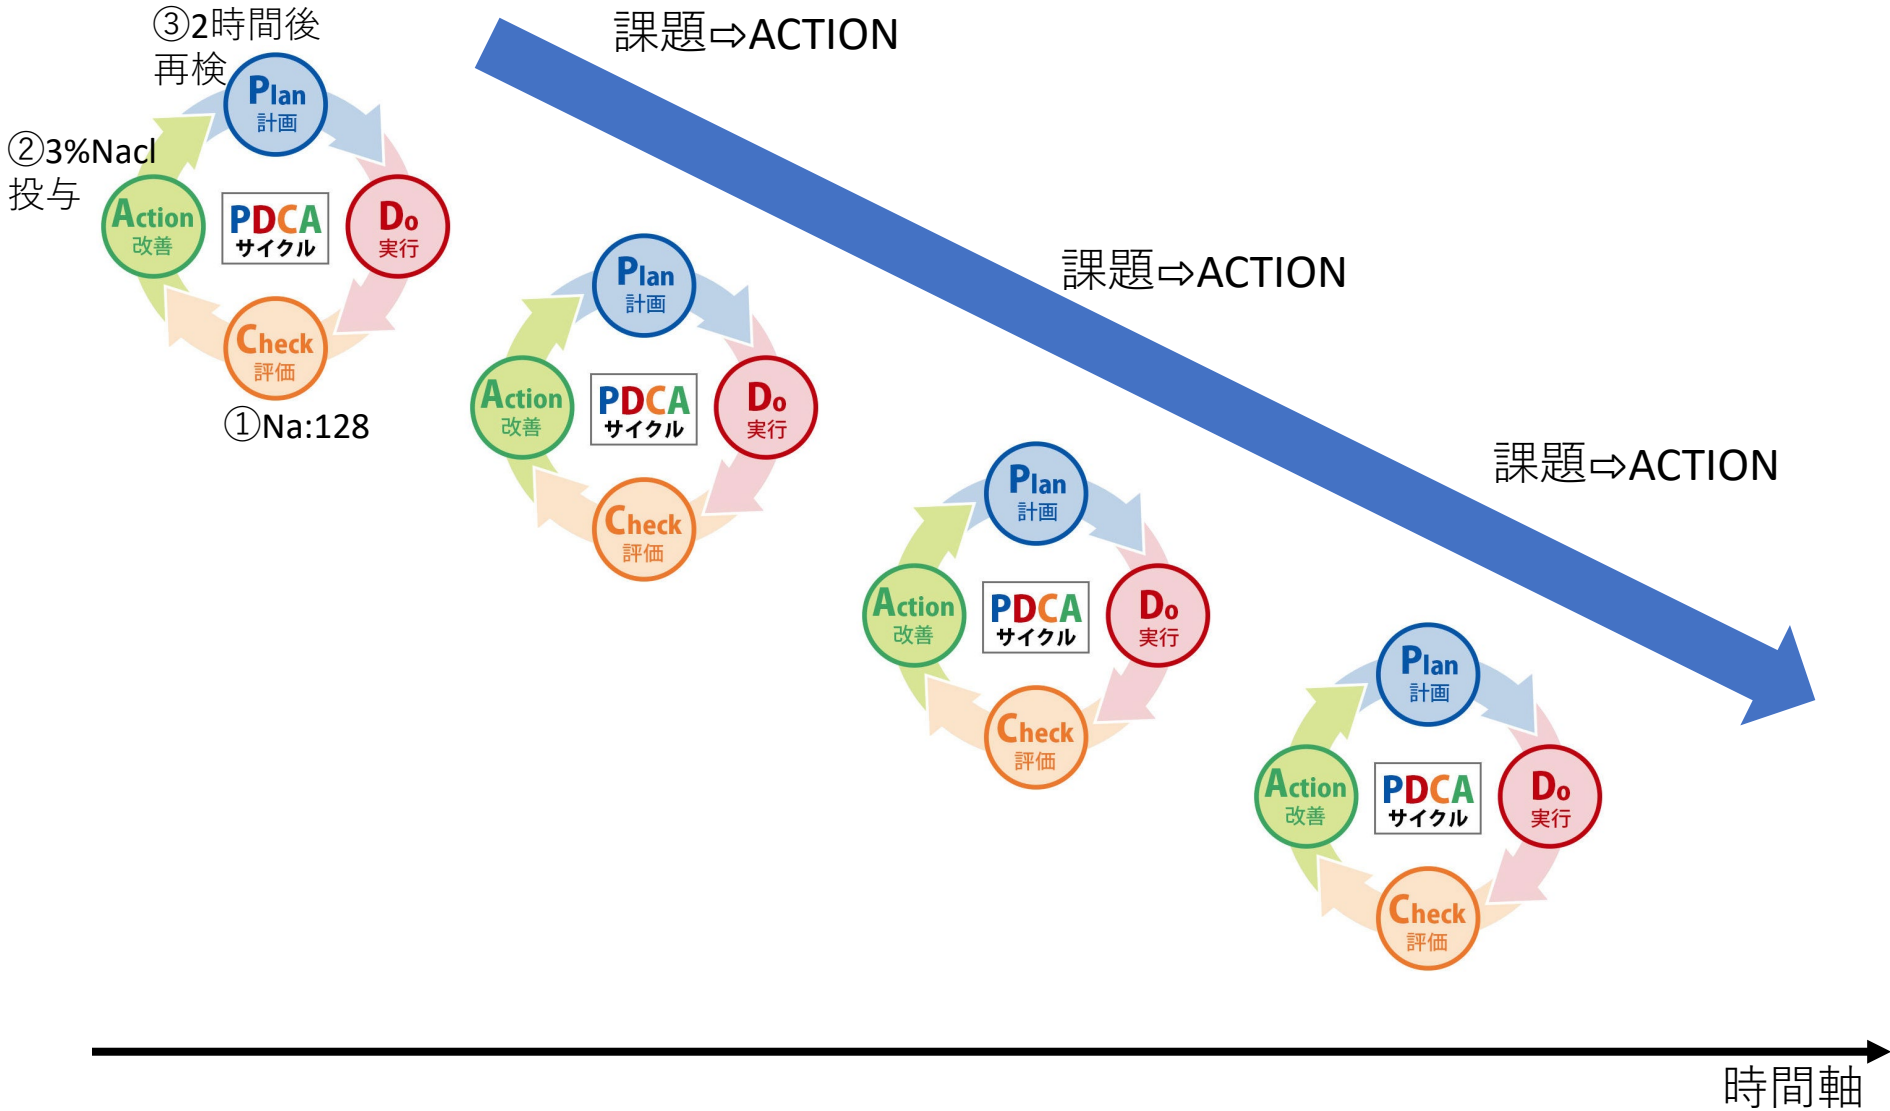 ③2時間後
再検
課題⇨ACTION
②3%Nacl
投与
Plan
計画
Action
改善
PDCA
サイクル
Do
実行
Check
評価
①Na:128
課題⇨ACTION
Plan
計画
Action
改善
PDCA
サイクル
Do
実行
Check
評価
課題⇨ACTION
Plan
計画
Action
改善
PDCA
サイクル
Do
実行
Check
評価
Plan
計画
Action
改善
PDCA
サイクル
Do
実行
Check
評価
時間軸